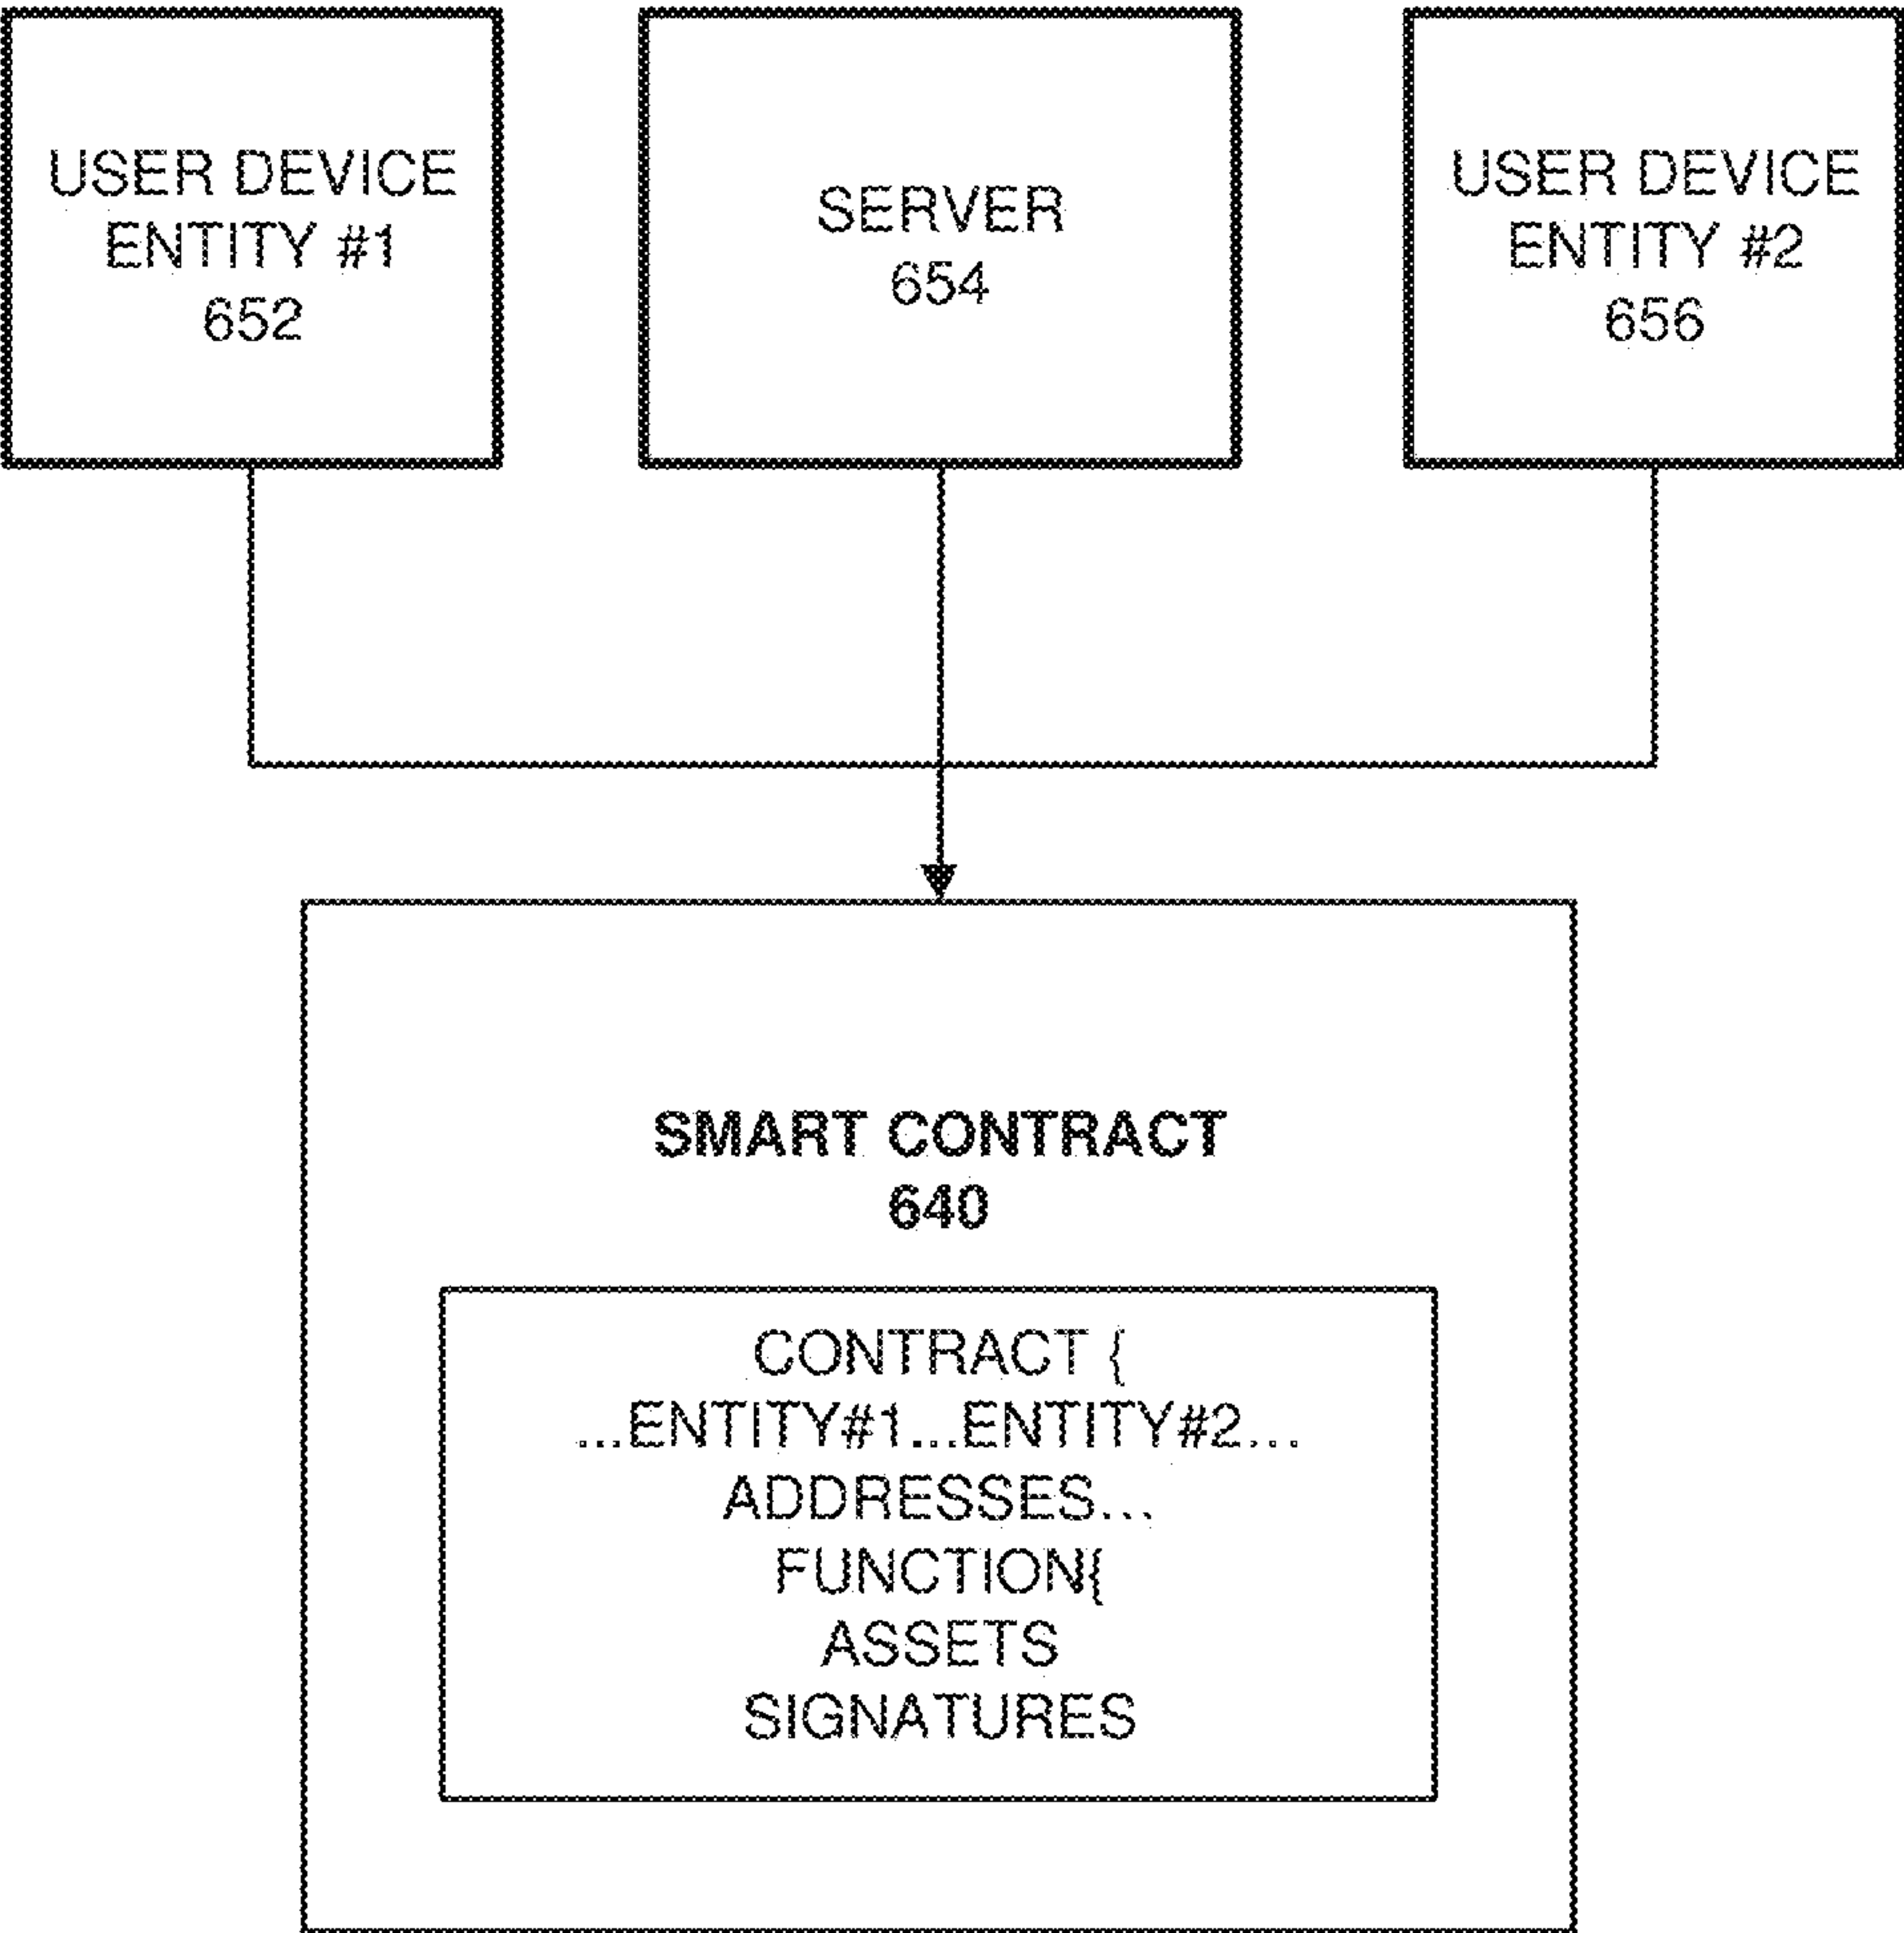 USER DEVICE
ENTITY #1
652
SERVER
654
USER DEVICE
ENTITY #2
656
SMART CONTRACT
640
CONTRACT {
...ENTITY#1...ENTITY#2...
ADDRESSES...
FUNCTION{
ASSETS
SIGNATURES